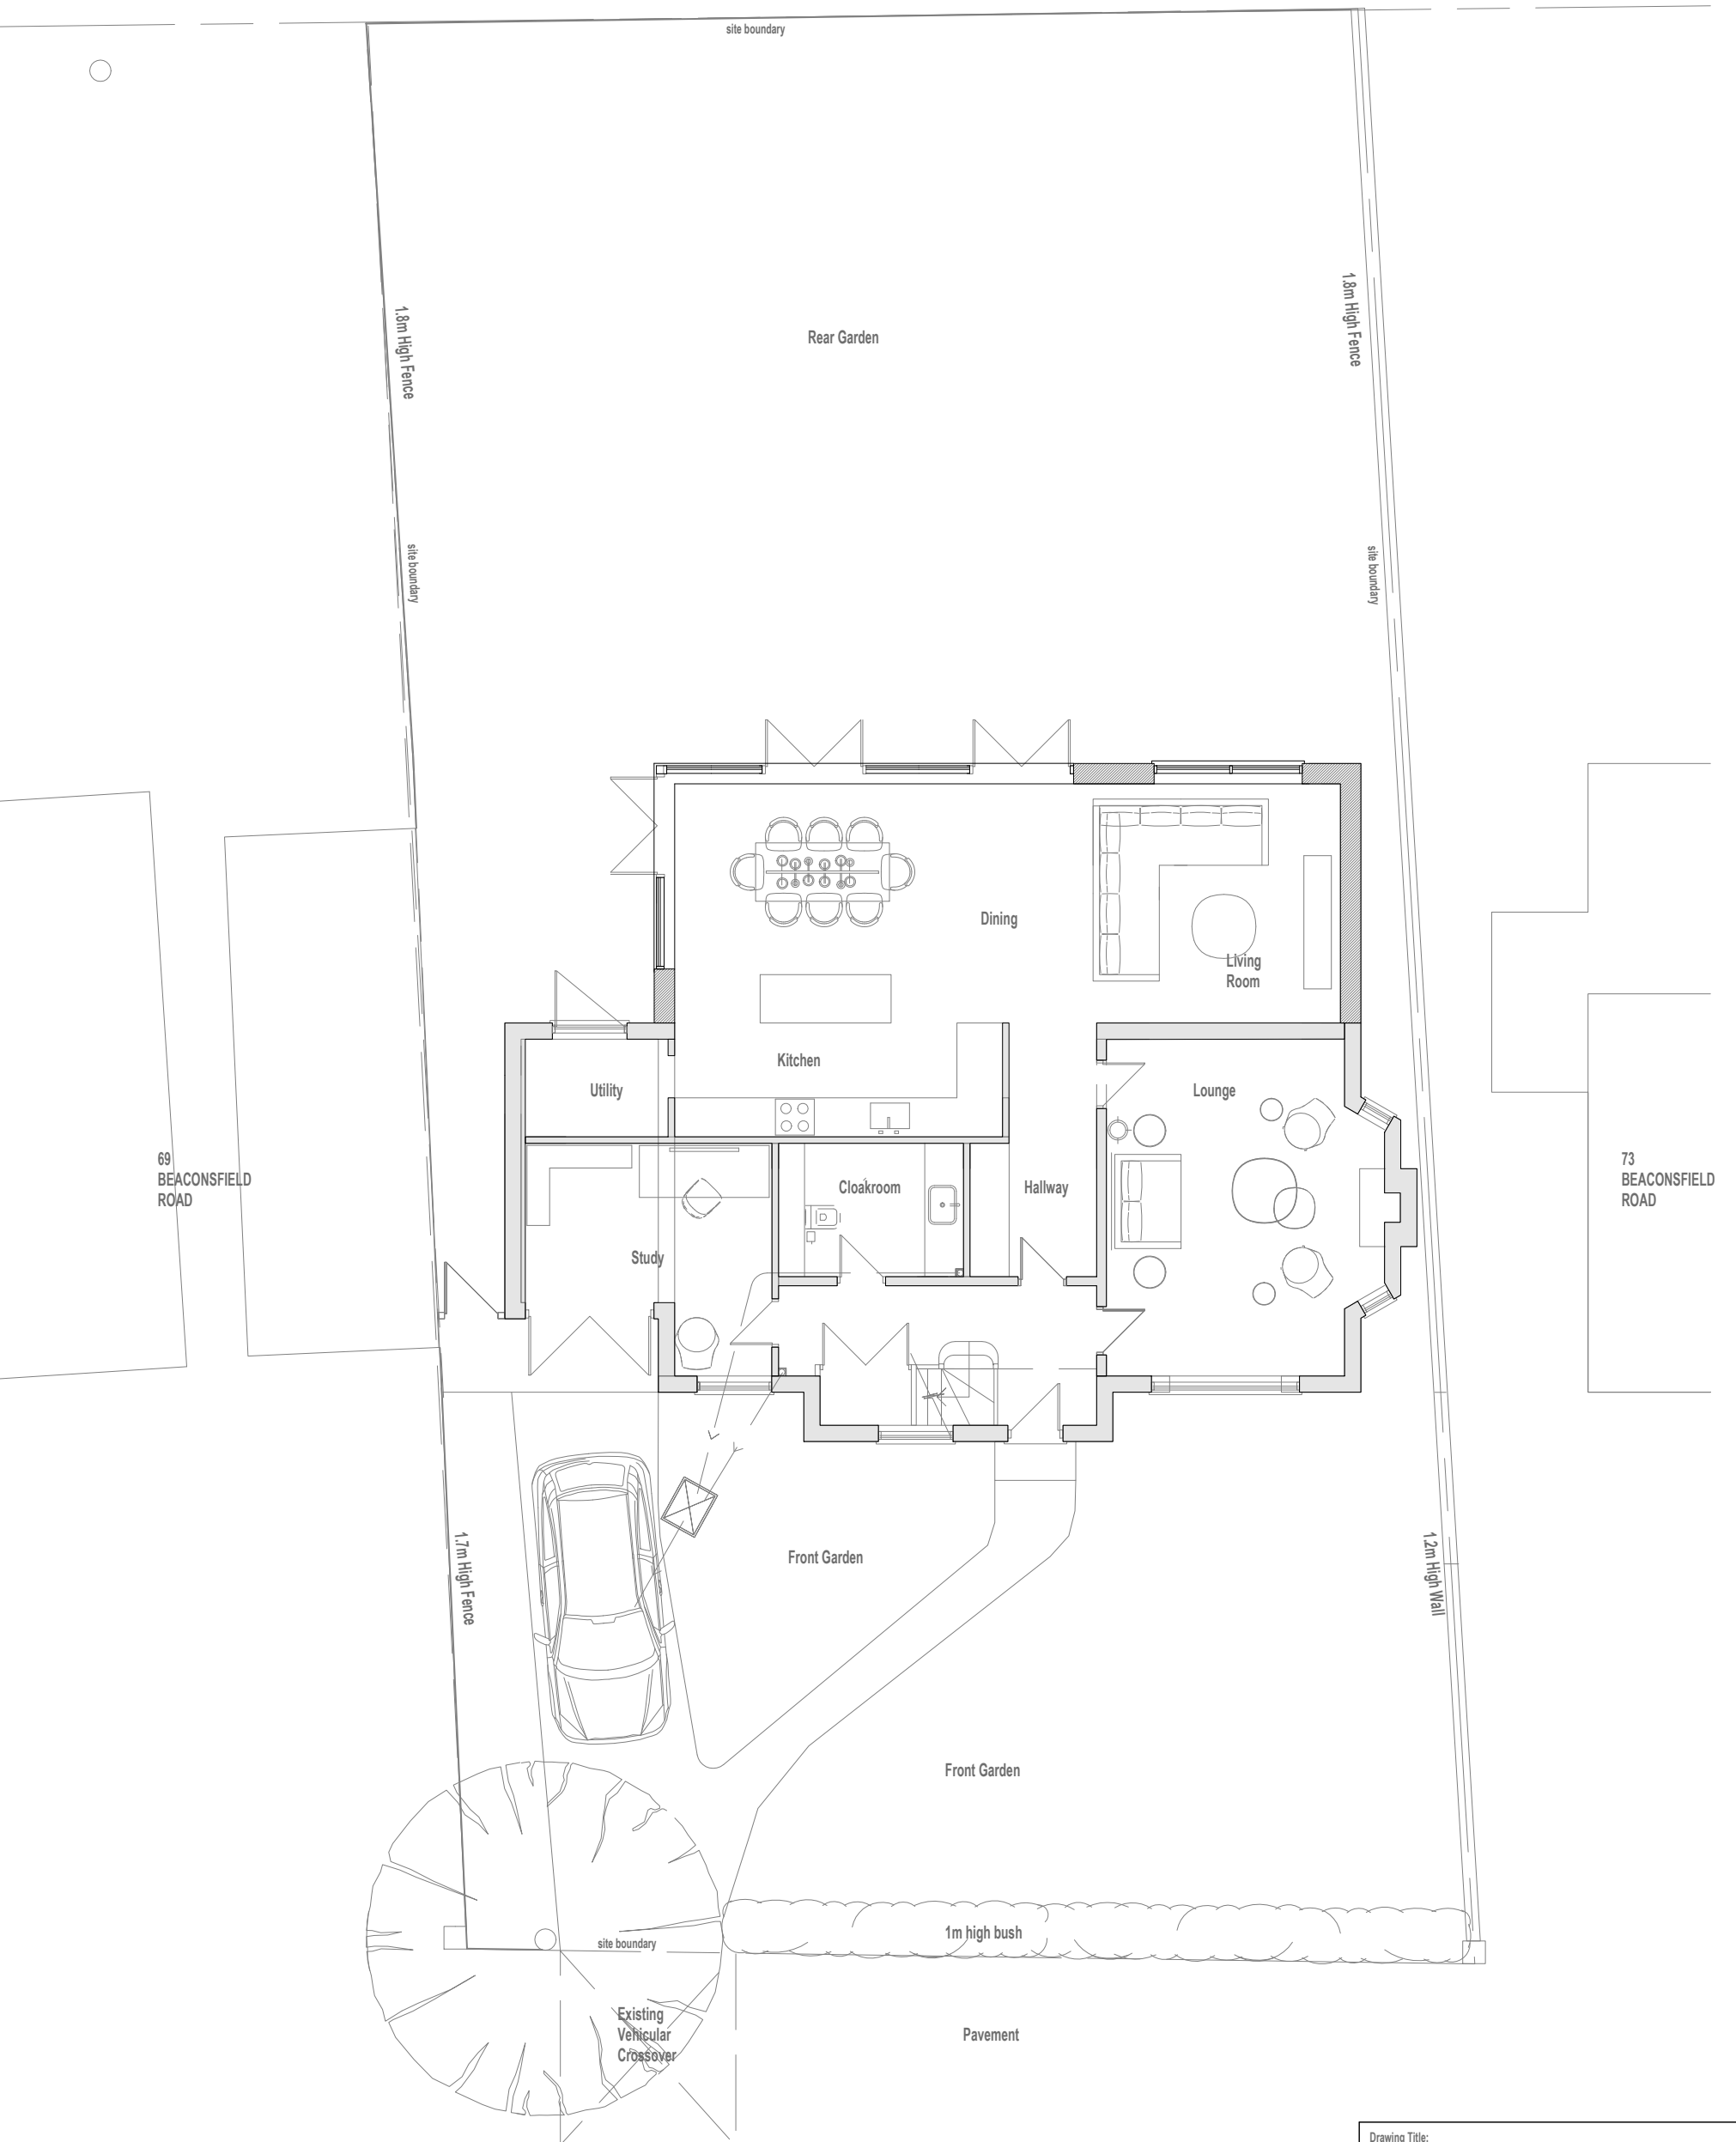 site boundary
1.8m High Fence
1.8m High Fence
Rear Garden
site boundary
site boundary
Dining
Living
Room
Kitchen
Utility
Lounge
69
BEACONSFIELD
ROAD
73
BEACONSFIELD
ROAD
Cloakroom
Hallway
Study
1.7m High Fence
Front Garden
1.2m High Wall
Front Garden
1m high bush
site boundary
Existing
Vehicular
Crossover
Pavement
Drawing Title: